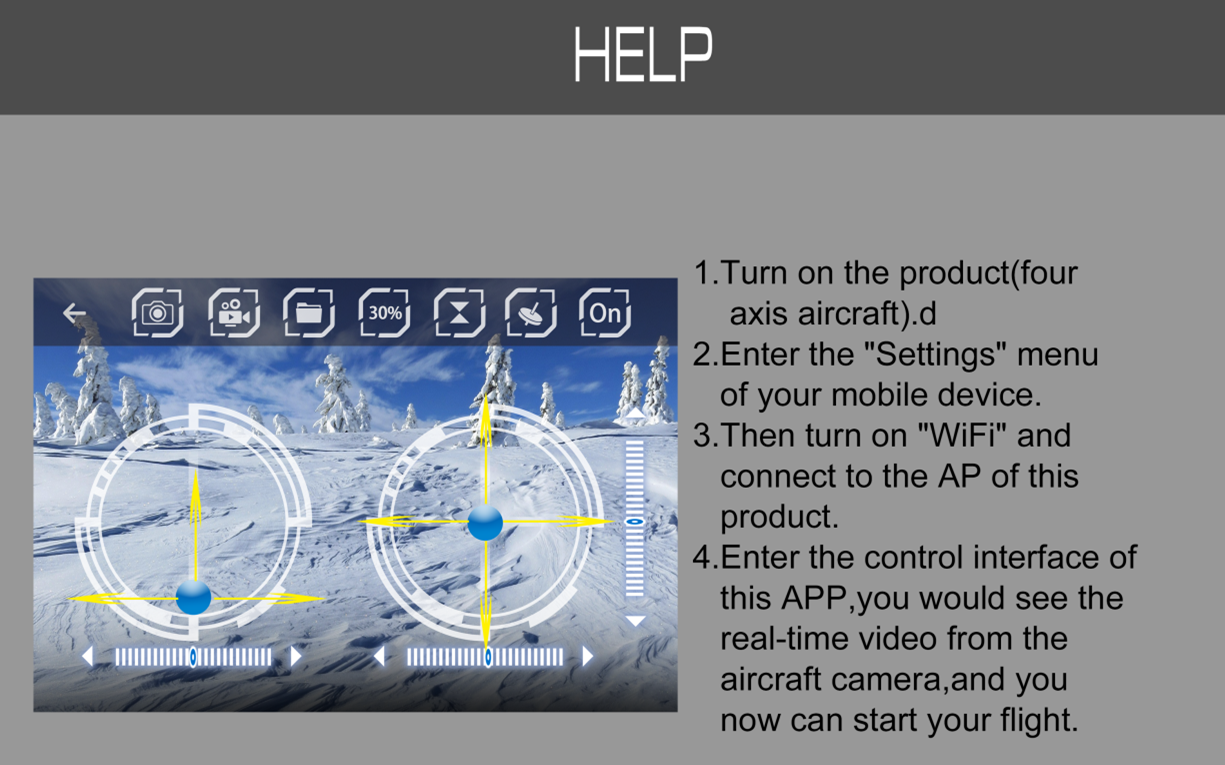 HELP
30%
On
0
0
0
1.Turn on the product(four
axis aircraft).d
2.Enter the "Settings" menu
of your mobile device.
3.Then turn on "WiFi" and
connect to the AP of this
product.
4.Enter the control interface of
this APP,you would see the
real-time video from the
aircraft camera,and you
now can start your flight.